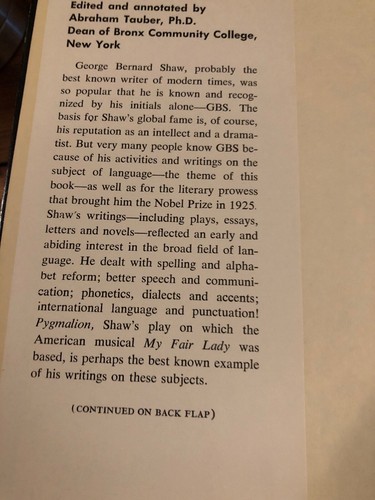 Edited and annotated by
Abraham Tauber, Ph.D.
Dean of Bronx Community College,
New York
George Bernard Shaw, probably the
best known writer of modern times, was
so popular that he is known and recog-
nized by his initials alone—GBS. The
basis for Shaw's global fame is, of course,
his reputation as an intellect and a drama-
tist. But very many people know GBS be-
cause of his activities and writings on the
subject of language—the theme of this
book—as well as for the literary prowess
that brought him the Nobel Prize in 1925.
Shaw's writings—including plays, essays,
letters and novels—reflected an early and
abiding interest in the broad field of lan-
guage. He dealt with spelling and alpha-
bet reform; better speech and communi-
cation; phonetics, dialects and accents;
international language and punctuation!
Pygmalion, Shaw's play on which the
American musical My Fair Lady was
based, is perhaps the best known example
of his writings on these subjects.
(CONTINUED ON BACK FLAP)